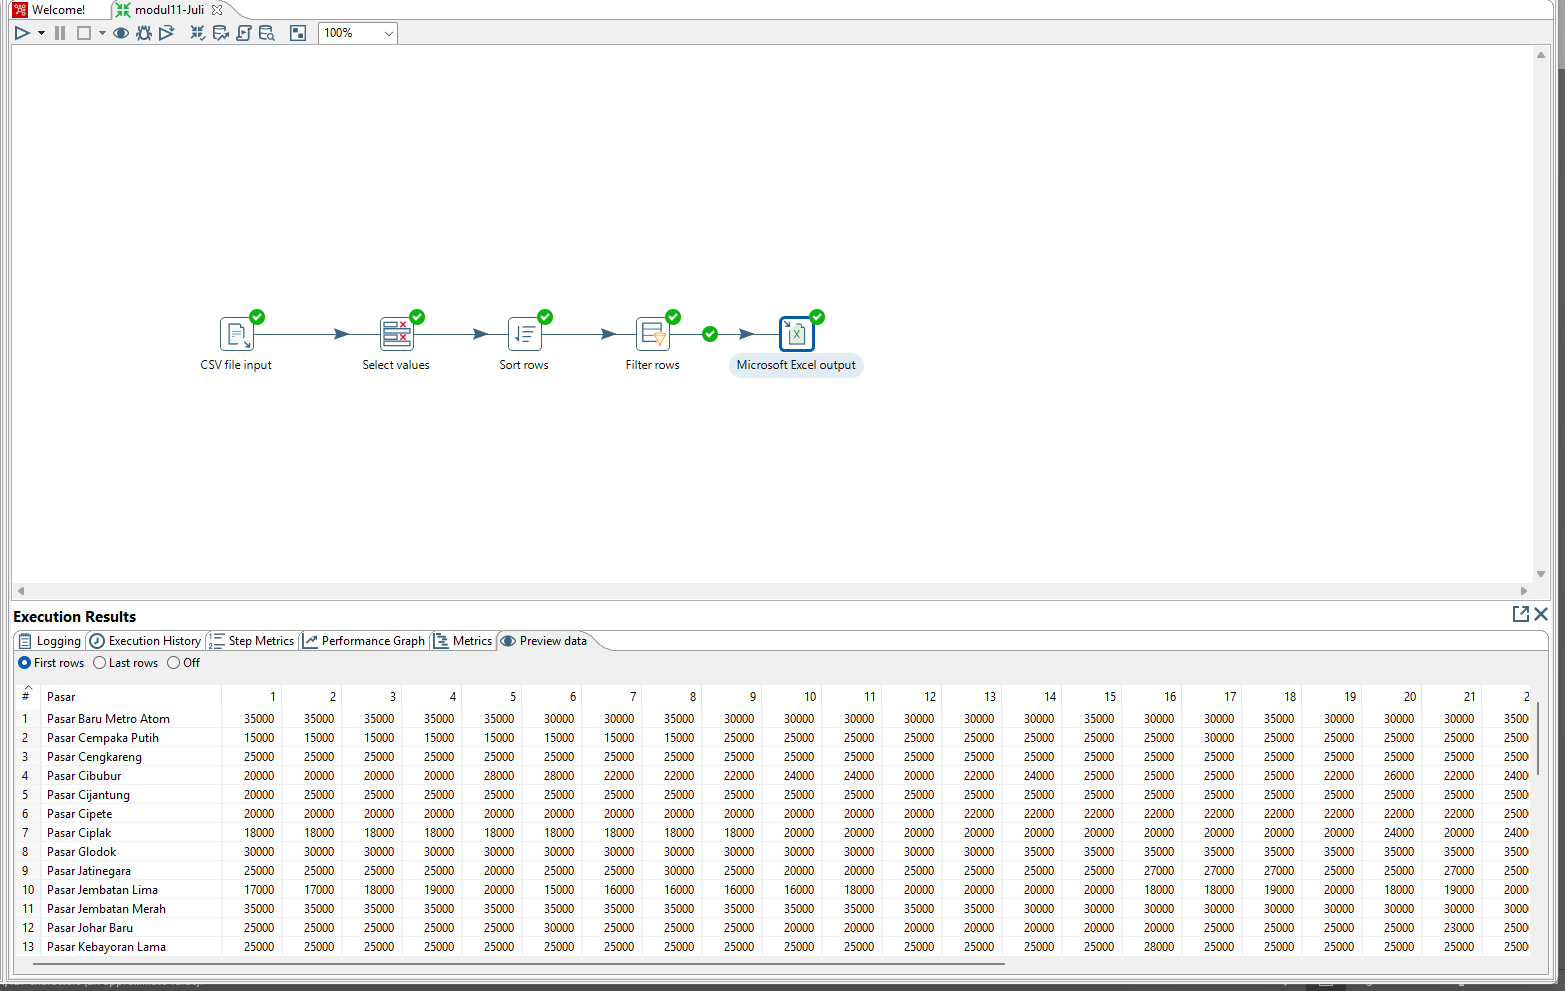 Welcome! modul11-Juli
100%
CSV file input Select values Sort rows Filter rows Microsoft Excel output
Execution Results
Logging Execution History Step Metrics Performance Graph Metrics Preview data
First rows Last rows Off
# Pasar 1 2 3 4 5 6 7 8 9 10 11 12 13 14 15 16 17 18 19 20 21 2
1 Pasar Baru Metro Atom 35000 35000 35000 35000 35000 30000 30000 35000 30000 30000 30000 30000 30000 30000 35000 30000 30000 35000 30000 30000 30000 3500
2 Pasar Cempaka Putih 15000 15000 15000 15000 15000 15000 15000 15000 25000 25000 25000 25000 25000 25000 25000 25000 30000 25000 25000 25000 25000 2500
3 Pasar Cengkareng 25000 25000 25000 25000 25000 25000 25000 25000 25000 25000 25000 25000 25000 25000 25000 25000 25000 25000 25000 25000 25000 2500
4 Pasar Cibubur 20000 20000 20000 20000 28000 28000 22000 22000 22000 24000 24000 20000 22000 24000 25000 25000 25000 25000 22000 26000 22000 2400
5 Pasar Cijantung 20000 25000 25000 25000 25000 25000 25000 25000 25000 25000 25000 25000 25000 25000 25000 25000 25000 25000 25000 25000 25000 2500
6 Pasar Cipete 20000 20000 20000 20000 20000 20000 20000 20000 20000 20000 20000 20000 22000 22000 22000 22000 22000 22000 22000 22000 22000 2500
7 Pasar Ciplak 18000 18000 18000 18000 18000 18000 18000 18000 18000 20000 20000 20000 20000 20000 20000 20000 20000 20000 20000 24000 20000 2400
8 Pasar Glodok 30000 30000 30000 30000 30000 30000 30000 30000 30000 30000 30000 30000 30000 35000 35000 35000 35000 35000 35000 35000 35000 3500
9 Pasar Jatinegara 25000 25000 25000 25000 20000 25000 25000 30000 25000 20000 20000 25000 25000 25000 25000 27000 27000 27000 25000 25000 27000 2500
10 Pasar Jembatan Lima 17000 17000 18000 19000 20000 15000 16000 16000 16000 16000 18000 20000 20000 20000 20000 18000 18000 19000 20000 18000 19000 2000
11 Pasar Jembatan Merah 35000 35000 35000 35000 35000 35000 35000 35000 35000 35000 35000 35000 30000 30000 30000 30000 30000 30000 30000 30000 30000 3000
12 Pasar Johar Baru 25000 25000 25000 25000 25000 30000 25000 25000 25000 20000 20000 20000 20000 20000 20000 20000 25000 25000 25000 25000 23000 2500
13 Pasar Kebayoran Lama 25000 25000 25000 25000 25000 25000 25000 25000 25000 25000 25000 25000 25000 25000 25000 28000 25000 25000 25000 25000 25000 2500